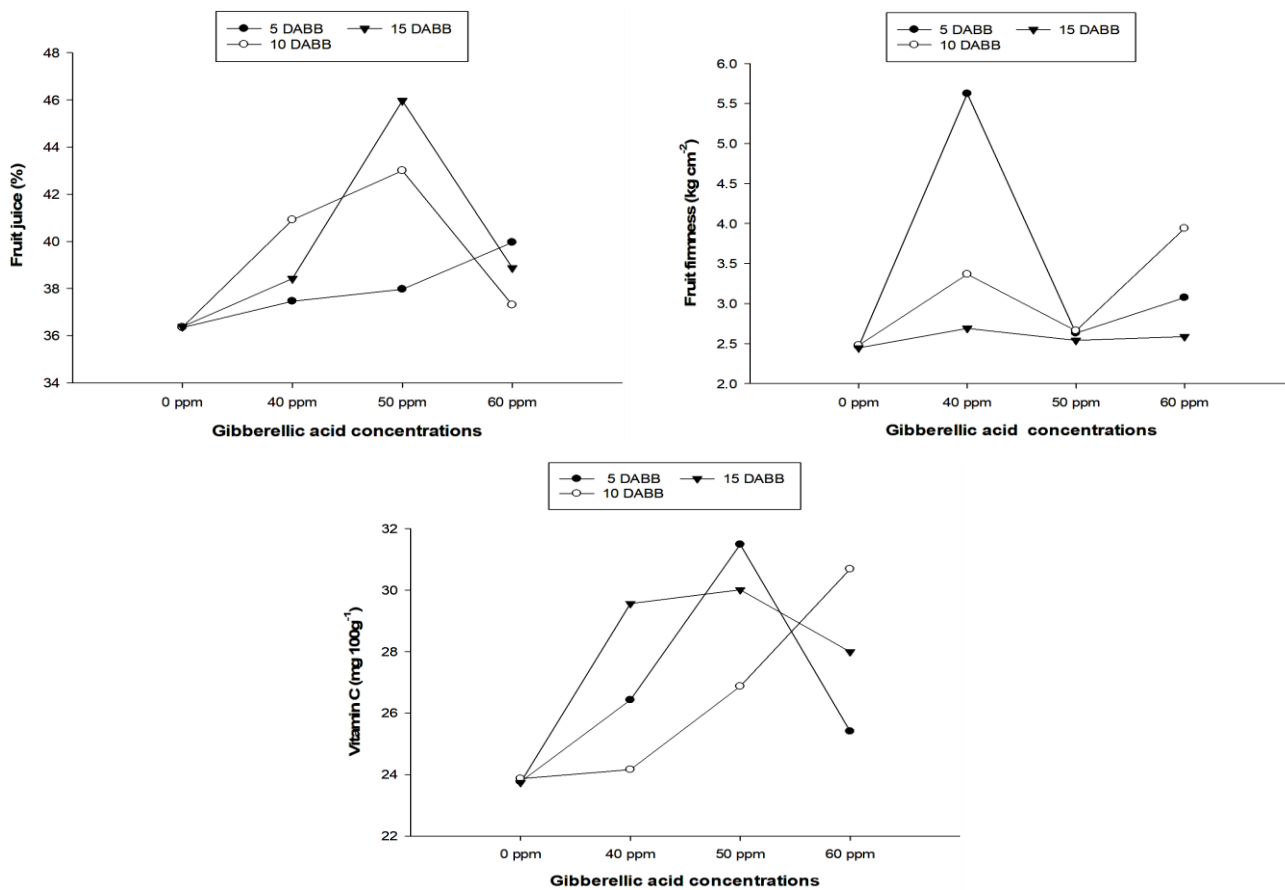 5 DABB 15 DABB
10 DABB
48
46
44
42
40
38
36
34
Fruit juice (%)
0 ppm 40 ppm 50 ppm 60 ppm
Gibberellic acid concentrations
5 DABB 15 DABB
10 DABB
6.0
5.5
5.0
4.5
4.0
3.5
3.0
2.5
2.0
Fruit firmness (kg cm⁻²)
0 ppm 40 ppm 50 ppm 60 ppm
Gibberellic acid concentrations
5 DABB 15 DABB
10 DABB
32
30
28
26
24
22
Vitamin C (mg 100g⁻¹)
0 ppm 40 ppm 50 ppm 60 ppm
Gibberellic acid concentrations